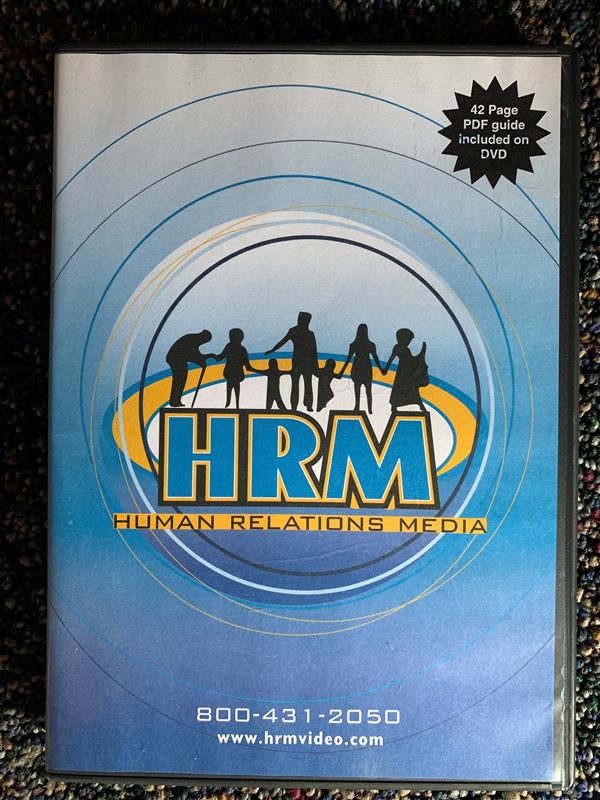 42 Page
PDF guide
included on
DVD
HRM
HUMAN RELATIONS MEDIA
800-431-2050
www.hrmvideo.com